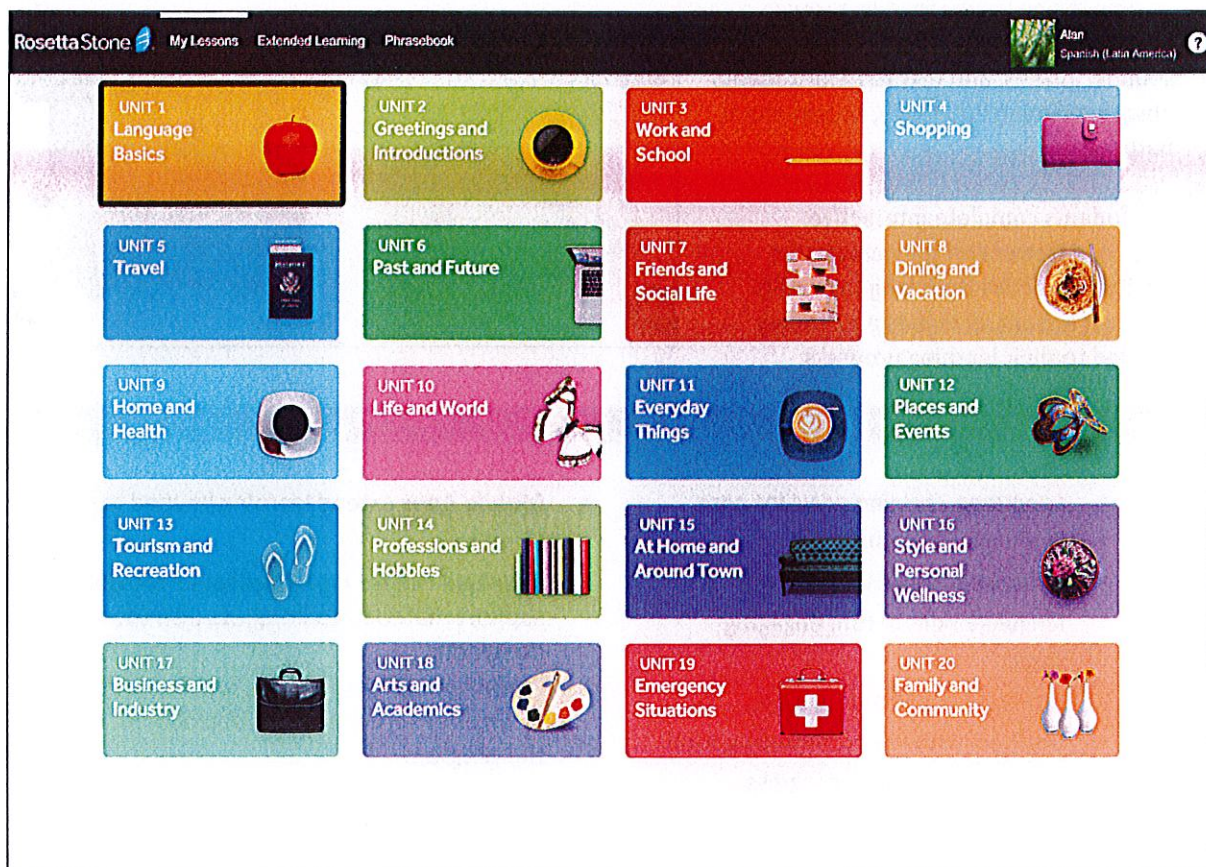 RosettaStone My Lessons Extended Learning Phrasebook
Alan
Spanish (Latin America)
?
UNIT 1
Language
Basics
UNIT 2
Greetings and
Introductions
UNIT 3
Work and
School
UNIT 4
Shopping
UNIT 5
Travel
UNIT 6
Past and Future
UNIT 7
Friends and
Social Life
UNIT 8
Dining and
Vacation
UNIT 9
Home and
Health
UNIT 10
Life and World
UNIT 11
Everyday
Things
UNIT 12
Places and
Events
UNIT 13
Tourism and
Recreation
UNIT 14
Professions and
Hobbies
UNIT 15
At Home and
Around Town
UNIT 16
Style and
Personal
Wellness
UNIT 17
Business and
Industry
UNIT 18
Arts and
Academics
UNIT 19
Emergency
Situations
UNIT 20
Family and
Community